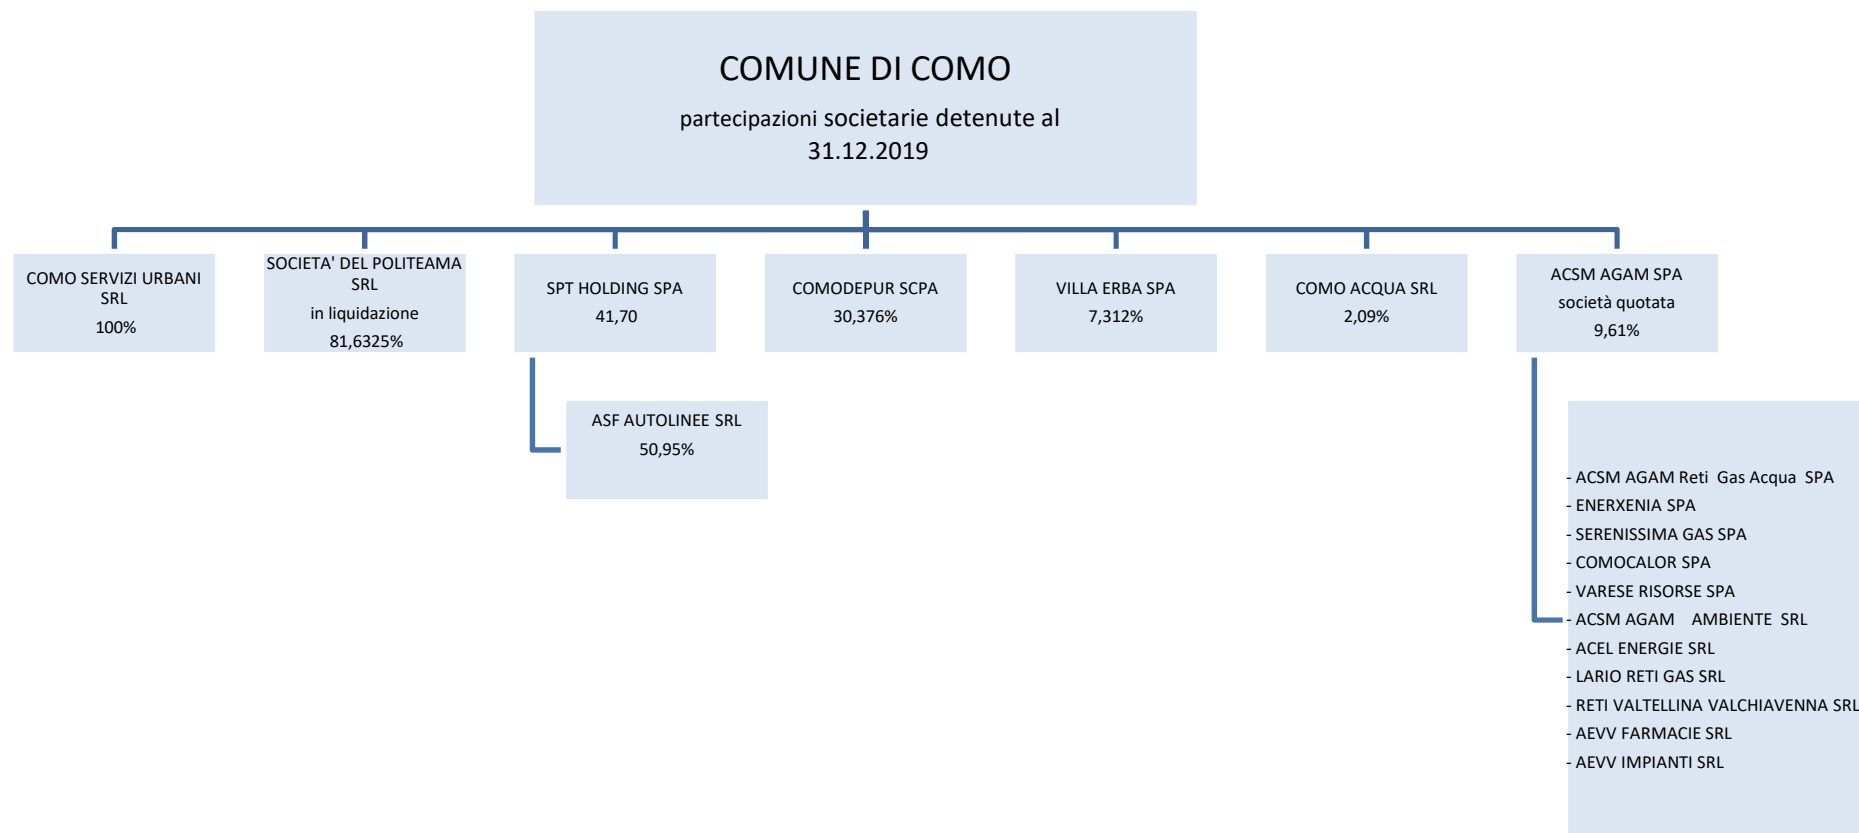 COMUNE DI COMO
partecipazioni societarie detenute al
31.12.2019
COMO SERVIZI URBANI
SRL
100%
SOCIETA' DEL POLITEAMA
SRL
in liquidazione
81,6325%
SPT HOLDING SPA
41,70
COMODEPUR SCPA
30,376%
VILLA ERBA SPA
7,312%
COMO ACQUA SRL
2,09%
ACSM AGAM SPA
società quotata
9,61%
ASF AUTOLINEE SRL
50,95%
- ACSM AGAM Reti Gas Acqua SPA
- ENERXENIA SPA
- SERENISSIMA GAS SPA
- COMOCALOR SPA
- VARESE RISORSE SPA
- ACSM AGAM AMBIENTE SRL
- ACEL ENERGIE SRL
- LARIO RETI GAS SRL
- RETI VALTELLINA VALCHIAVENNA SRL
- AEVV FARMACIE SRL
- AEVV IMPIANTI SRL